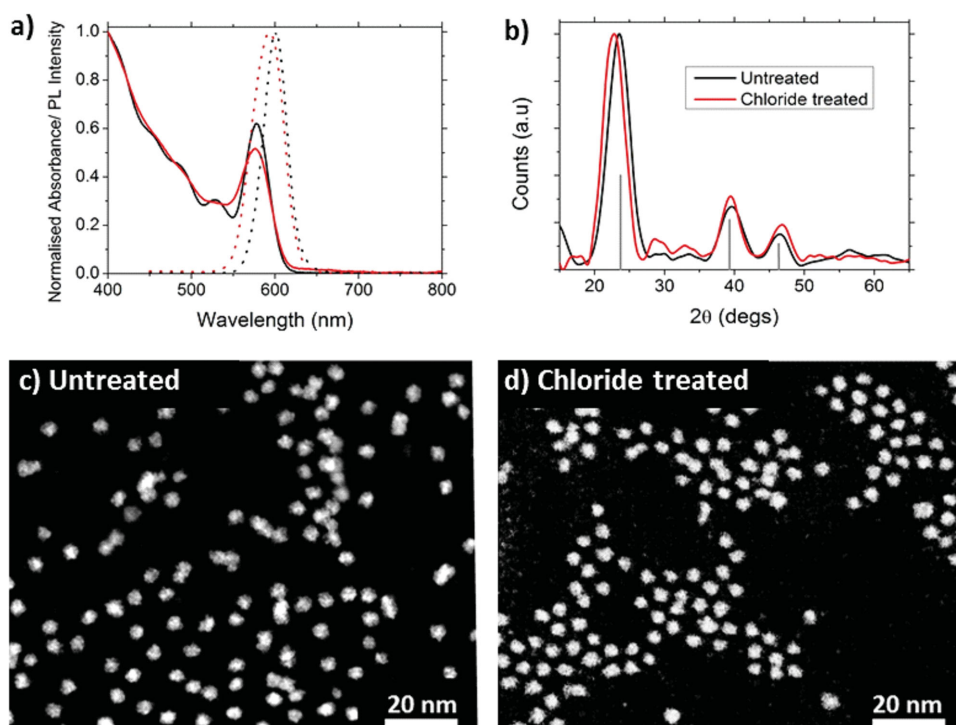 a)
Normalised Absorbance/ PL Intensity
1.0
0.8
0.6
0.4
0.2
0.0
400 500 600 700 800
Wavelength (nm)
b)
Counts (a.u)
Untreated
Chloride treated
20 30 40 50 60
2θ (degs)
c) Untreated
20 nm
d) Chloride treated
20 nm